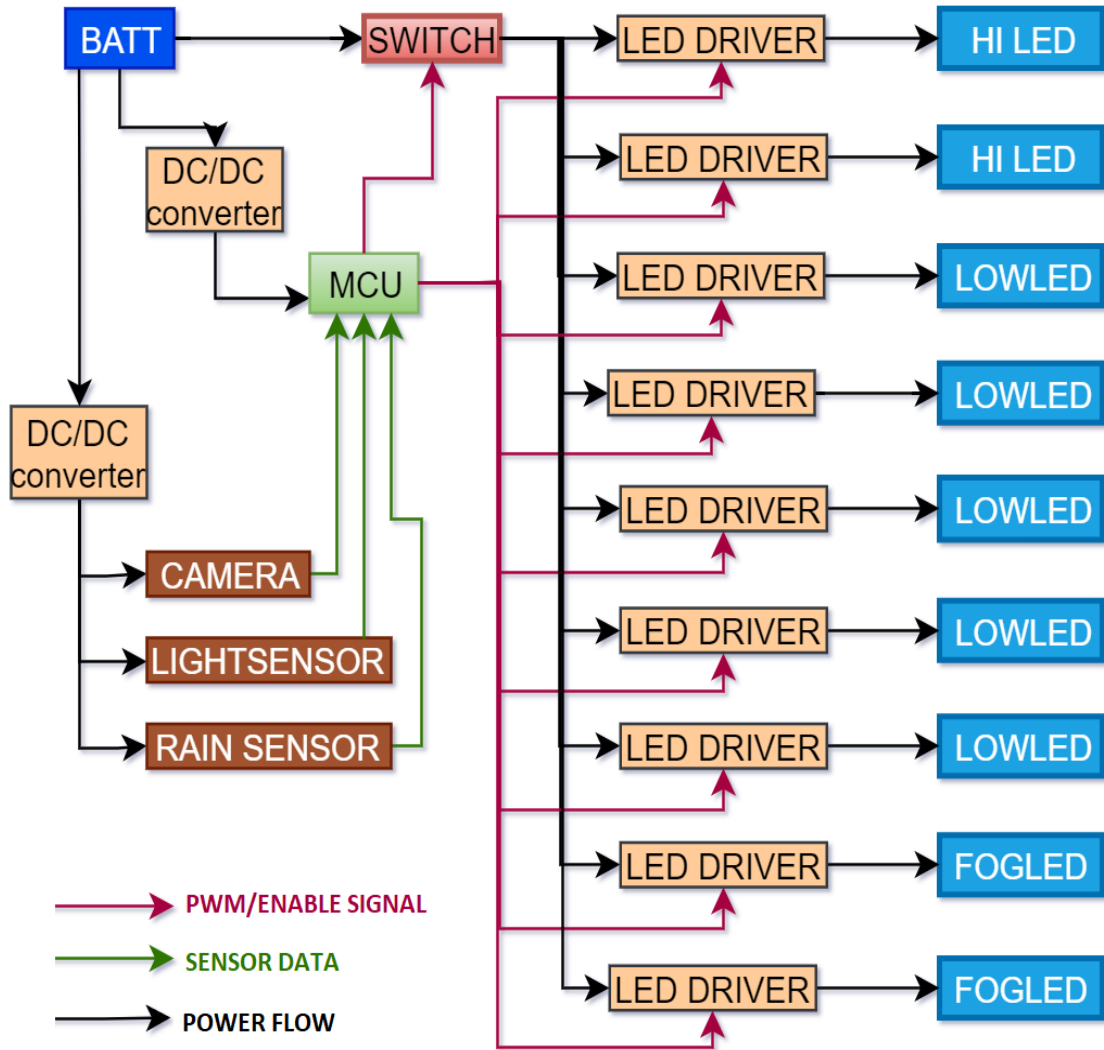 BATT
SWITCH
LED DRIVER
HI LED
LED DRIVER
HI LED
DC/DC
converter
MCU
LED DRIVER
LOWLED
LED DRIVER
LOWLED
DC/DC
converter
LED DRIVER
LOWLED
CAMERA
LED DRIVER
LOWLED
LIGHTSENSOR
RAIN SENSOR
LED DRIVER
LOWLED
LED DRIVER
FOGLED
LED DRIVER
FOGLED
PWM/ENABLE SIGNAL
SENSOR DATA
POWER FLOW